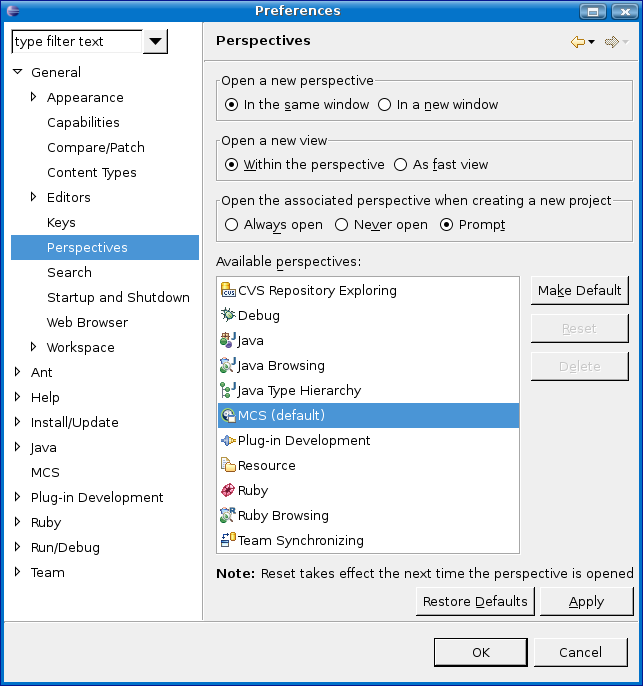 Preferences
type filter text
General
Appearance
Capabilities
Compare/Patch
Content Types
Editors
Keys
Perspectives
Search
Startup and Shutdown
Web Browser
Workspace
Ant
Help
Install/Update
Java
MCS
Plug-in Development
Ruby
Run/Debug
Team
Perspectives
Open a new perspective
In the same window In a new window
Open a new view
Within the perspective As fast view
Open the associated perspective when creating a new project
Always open Never open Prompt
Available perspectives:
CVS Repository Exploring
Debug
Java
Java Browsing
Java Type Hierarchy
MCS (default)
Plug-in Development
Resource
Ruby
Ruby Browsing
Team Synchronizing
Make Default
Reset
Delete
Note: Reset takes effect the next time the perspective is opened
Restore Defaults Apply
OK Cancel